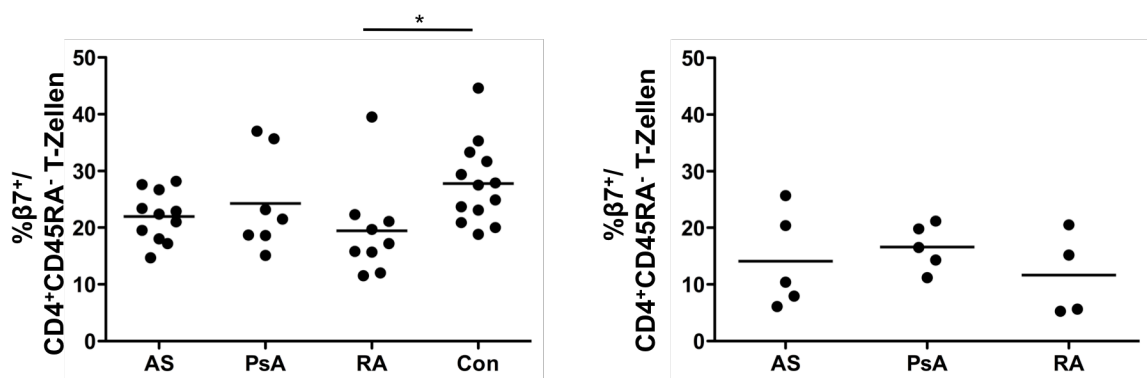 *
%β7⁺/
CD4⁺CD45RA⁻ T-Zellen
50
40
30
20
10
0
AS PsA RA Con
%β7⁺/
CD4⁺CD45RA⁻ T-Zellen
50
40
30
20
10
0
AS PsA RA